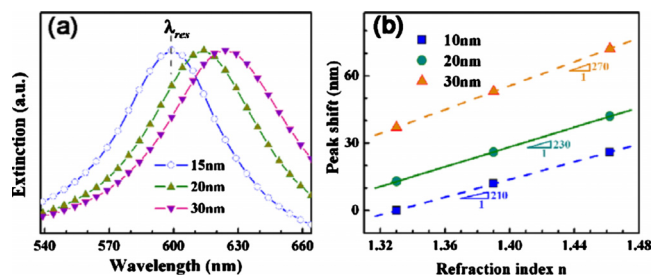 (a)
λres
Extinction (a.u.)
15nm
20nm
30nm
540 570 600 630 660
Wavelength (nm)
(b)
10nm
20nm
30nm
270
1
230
1
210
1
Peak shift (nm)
60
30
0
1.32 1.36 1.40 1.44 1.48
Refraction index n